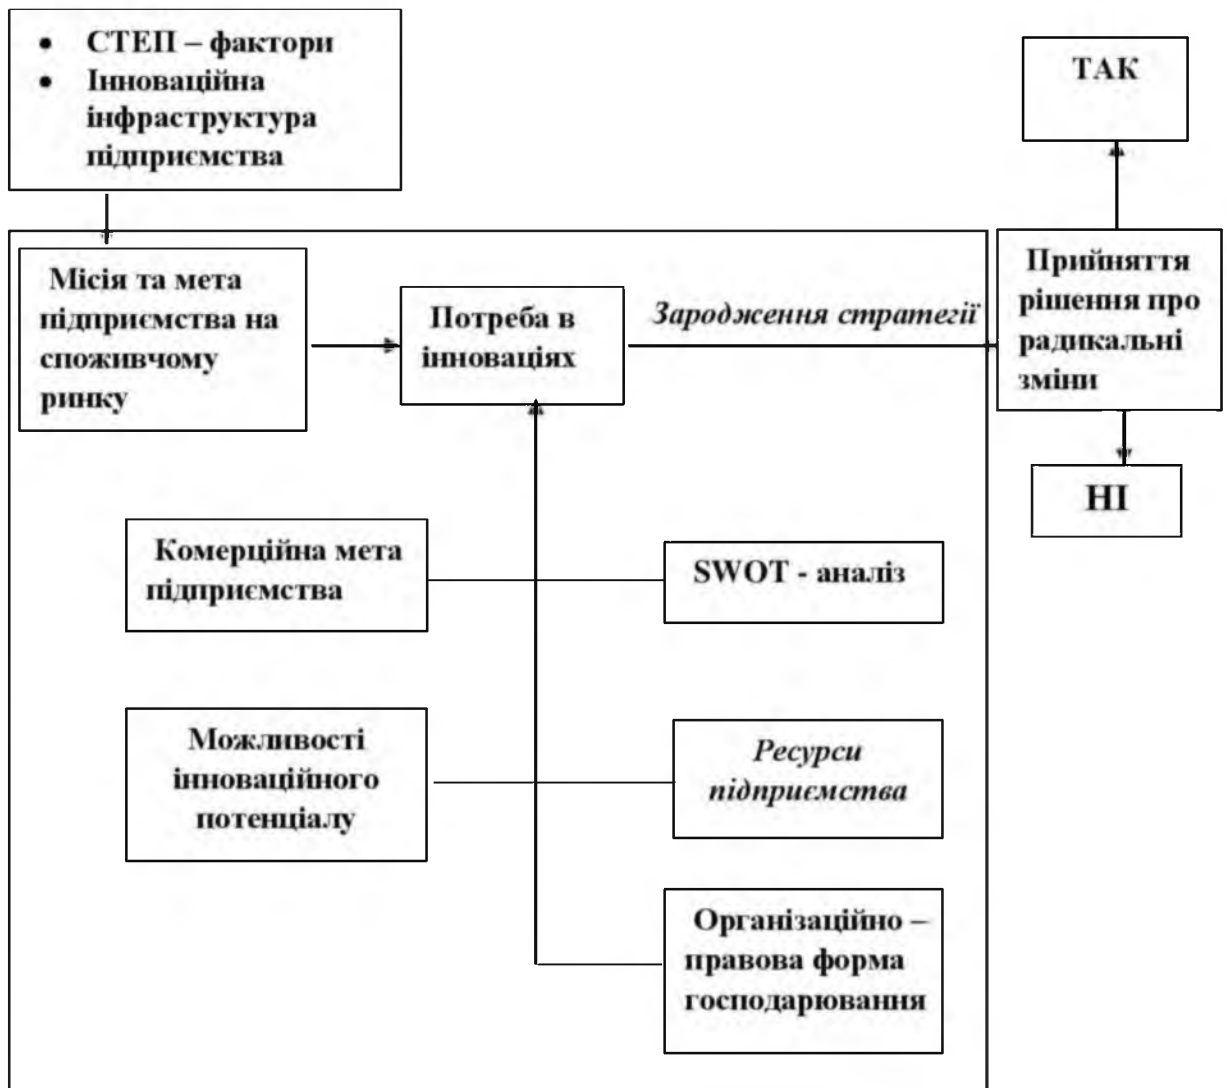 • СТЕП – фактори
• Інноваційна
інфраструктура
підприємства
ТАК
Місія та мета
підприємства на
споживчому
ринку
Потреба в
інноваціях
Зародження стратегії
Прийняття
рішення про
радикальні
зміни
НІ
Комерційна мета
підприємства
SWOT - аналіз
Можливості
інноваційного
потенціалу
Ресурси
підприємства
Організаційно –
правова форма
господарювання